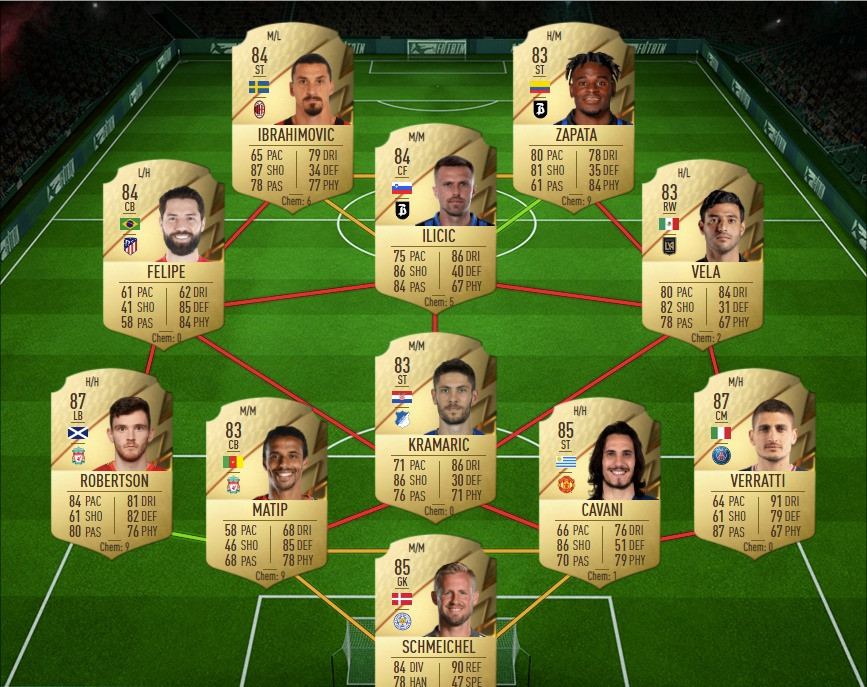 M/L
84
ST
IBRAHIMOVIC
65 PAC 79 DRI
87 SHO 34 DEF
78 PAS 77 PHY
Chem: 6
H/M
83
ST
ZAPATA
80 PAC 78 DRI
81 SHO 35 DEF
61 PAS 84 PHY
Chem: 9
M/M
84
CF
ILICIC
75 PAC 86 DRI
86 SHO 40 DEF
84 PAS 67 PHY
Chem: 5
L/H
84
CB
FELIPE
61 PAC 62 DRI
41 SHO 85 DEF
58 PAS 84 PHY
Chem: 0
H/L
83
RW
VELA
80 PAC 84 DRI
82 SHO 31 DEF
78 PAS 67 PHY
Chem: 2
M/M
83
ST
KRAMARIC
71 PAC 86 DRI
86 SHO 30 DEF
76 PAS 71 PHY
Chem: 0
H/H
87
LB
ROBERTSON
84 PAC 81 DRI
61 SHO 82 DEF
80 PAS 76 PHY
Chem: 9
M/M
83
CB
MATIP
58 PAC 68 DRI
46 SHO 85 DEF
68 PAS 78 PHY
Chem: 9
H/H
85
ST
CAVANI
66 PAC 76 DRI
86 SHO 51 DEF
70 PAS 79 PHY
Chem: 1
M/H
87
CM
VERRATTI
64 PAC 91 DRI
61 SHO 79 DEF
87 PAS 67 PHY
Chem: 0
M/M
85
GK
SCHMEICHEL
84 DIV 90 REF
78 HAN 47 SPE